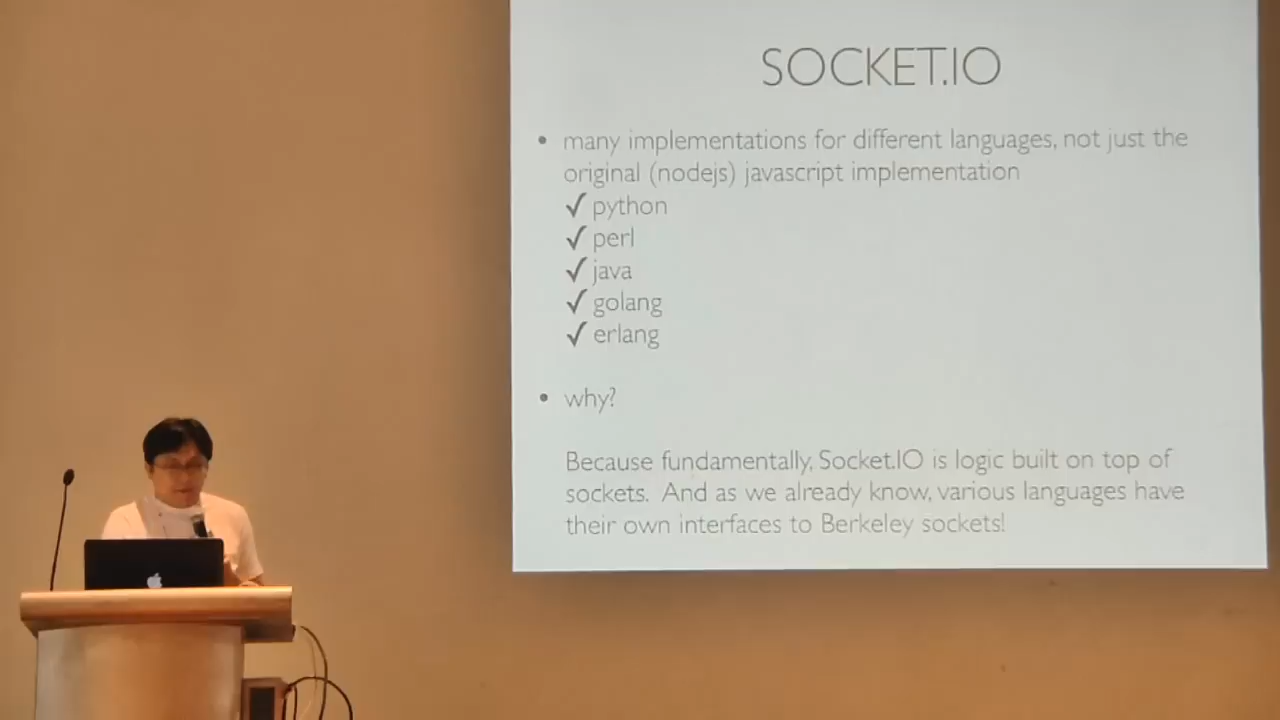 SOCKET.IO
• many implementations for different languages, not just the
original (nodejs) javascript implementation
✓ python
✓ perl
✓ java
✓ golang
✓ erlang
• why?
Because fundamentally, Socket.IO is logic built on top of
sockets. And as we already know, various languages have
their own interfaces to Berkeley sockets!